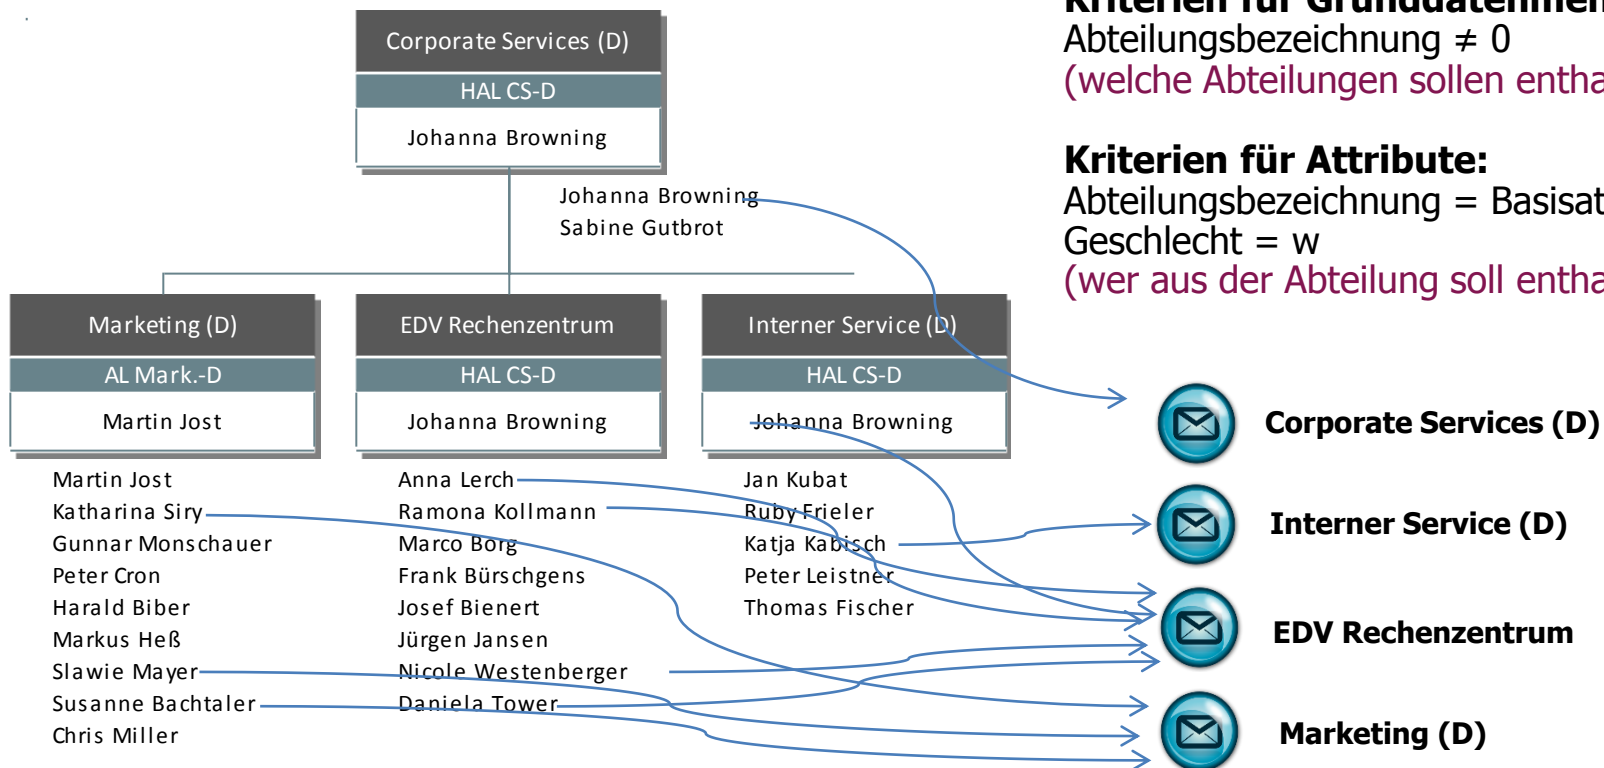 Corporate Services (D)
HAL CS-D
Johanna Browning
Johanna Browning
Sabine Gutbrot
Marketing (D)
AL Mark.-D
Martin Jost
Martin Jost
Katharina Siry
Gunnar Monschauer
Peter Cron
Harald Biber
Markus Heß
Slawie Mayer
Susanne Bachtaler
Chris Miller
EDV Rechenzentrum
HAL CS-D
Johanna Browning
Anna Lerch
Ramona Kollmann
Marco Borg
Frank Bürschgens
Josef Bienert
Jürgen Jansen
Nicole Westenberger
Daniela Tower
Interner Service (D)
HAL CS-D
Johanna Browning
Jan Kubat
Ruby Frieler
Katja Kabisch
Peter Leistner
Thomas Fischer
Kriterien für
Abteilungsbezeichnung ≠ 0
(welche Abteilungen sollen
Kriterien für Attribute:
Abteilungsbezeichnung =
Geschlecht = w
(wer aus der Abteilung soll
Corporate Services (D)
Interner Service (D)
EDV Rechenzentrum
Marketing (D)